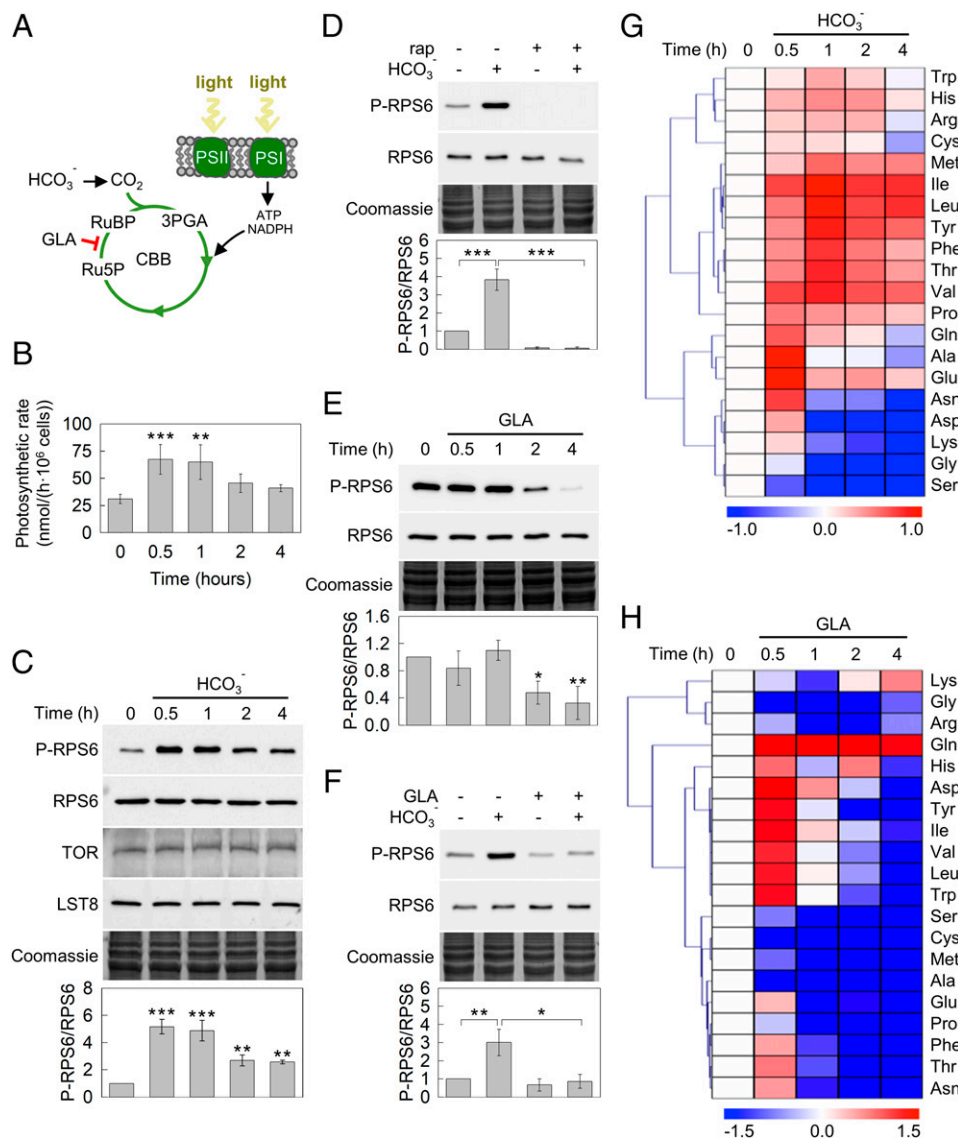 A
light light
PSII PSI
HCO3- CO2
ATP
NADPH
RuBP 3PGA
GLA
CBB
Ru5P
B
Photosynthetic rate
(nmol/(h·10^6 cells))
100
75
50
25
0
*** **
0 0.5 1 2 4
Time (hours)
C
HCO3-
Time (h) 0 0.5 1 2 4
P-RPS6
RPS6
TOR
LST8
Coomassie
P-RPS6/RPS6
8
6
4
2
0
*** *** ** **
D
rap - - + +
HCO3- - + - +
P-RPS6
RPS6
Coomassie
P-RPS6/RPS6
6
5
4
3
2
1
0
*** ***
E
GLA
Time (h) 0 0.5 1 2 4
P-RPS6
RPS6
Coomassie
P-RPS6/RPS6
1.6
1.2
0.8
0.4
0.0
* **
F
GLA - - + +
HCO3- - + - +
P-RPS6
RPS6
Coomassie
P-RPS6/RPS6
5
4
3
2
1
0
** *
G
HCO3-
Time (h) 0 0.5 1 2 4
Trp
His
Arg
Cys
Met
Ile
Leu
Tyr
Phe
Thr
Val
Pro
Gln
Ala
Glu
Asn
Asp
Lys
Gly
Ser
-1.0 0.0 1.0
H
GLA
Time (h) 0 0.5 1 2 4
Lys
Gly
Arg
Gln
His
Asp
Tyr
Ile
Val
Leu
Trp
Ser
Cys
Met
Ala
Glu
Pro
Phe
Thr
Asn
-1.5 0.0 1.5